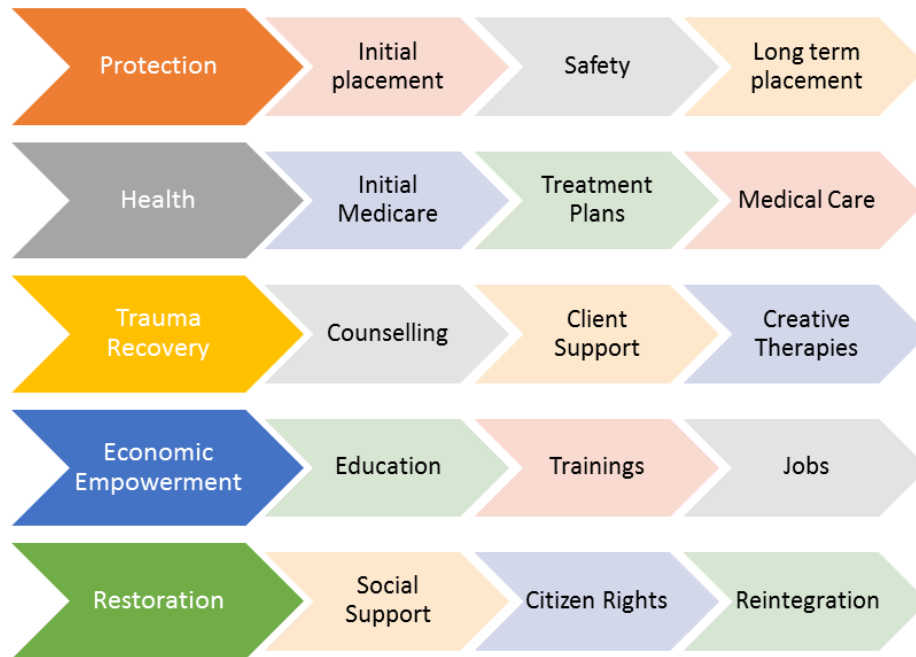 Protection
Initial
placement
Safety
Long term
placement
Health
Initial
Medicare
Treatment
Plans
Medical Care
Trauma
Recovery
Counselling
Client
Support
Creative
Therapies
Economic
Empowerment
Education
Trainings
Jobs
Restoration
Social
Support
Citizen Rights
Reintegration